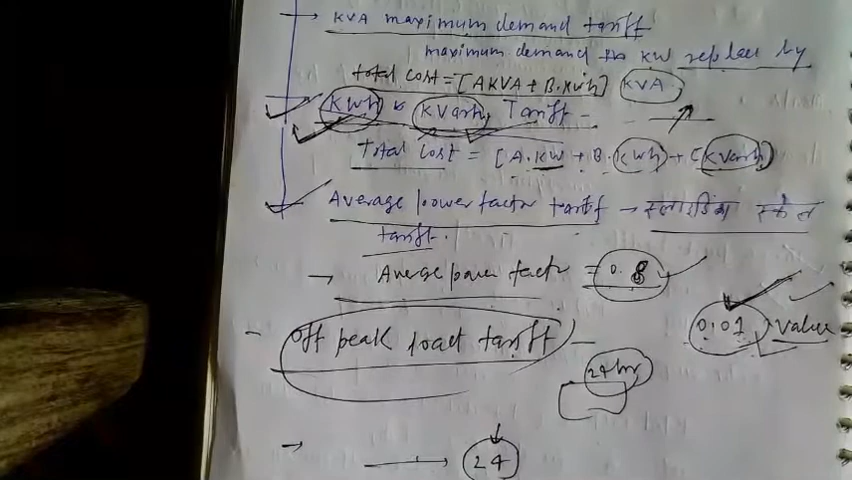 KVA maximum demand tariff
maximum demand KW replace by
total cost = [A KVA + B.Kwh] KVA
KWh & KVarh Tariff -
Total cost = [A.KW + B.KWh + C KVarh]
Average power factor tariff → स्लाइडिंग स्केल
tariff.
→ Average power factor = 0.8
0.01 value
- off peak load tariff -
24hr
→ → 24